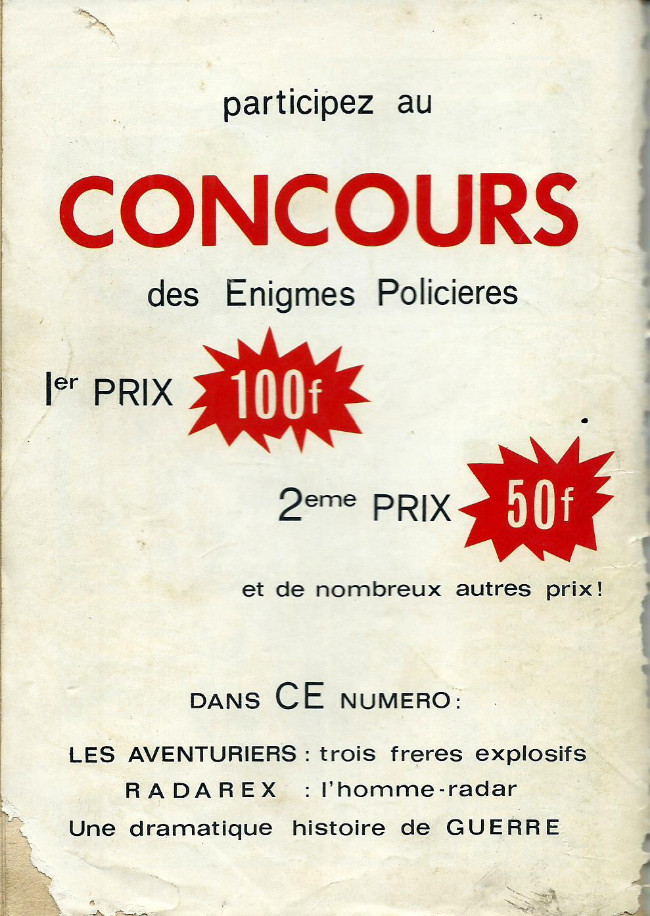 participez au
CONCOURS
des Enigmes Policieres
Ier PRIX 100f
2eme PRIX 50f
et de nombreux autres prix!
DANS CE NUMERO:
LES AVENTURIERS : trois freres explosifs
RADAREX : l'homme-radar
Une dramatique histoire de GUERRE